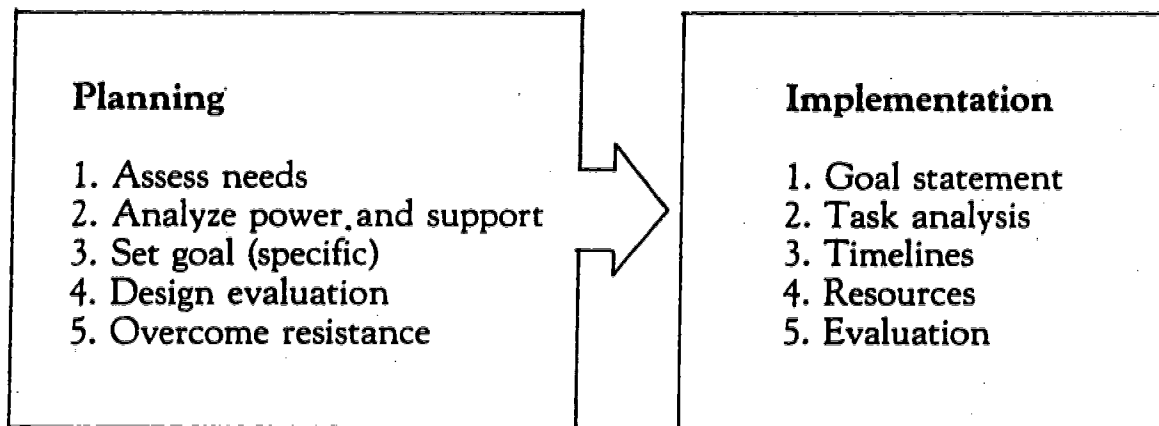 Planning
1. Assess needs
2. Analyze power and support
3. Set goal (specific)
4. Design evaluation
5. Overcome resistance
Implementation
1. Goal statement
2. Task analysis
3. Timelines
4. Resources
5. Evaluation